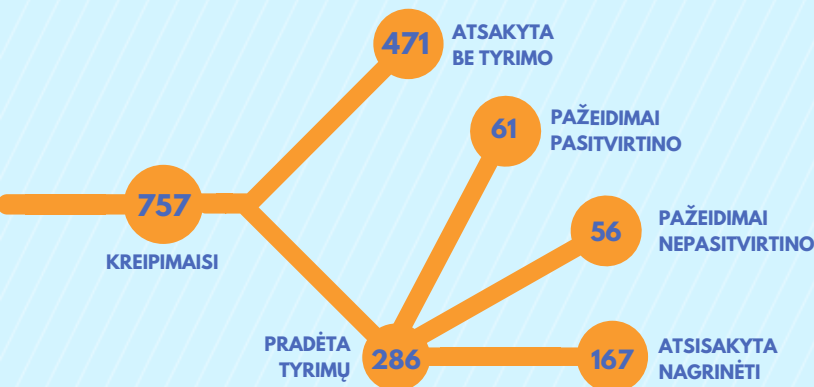 471
ATSAKYTA
BE TYRIMO
61
PAŽEIDIMAI
PASITVIRTINO
757
KREIPIMAISI
56
PAŽEIDIMAI
NEPASITVIRTINO
PRADĖTA
TYRIMŲ
286
167
ATSISAKYTA
NAGRINĖTI